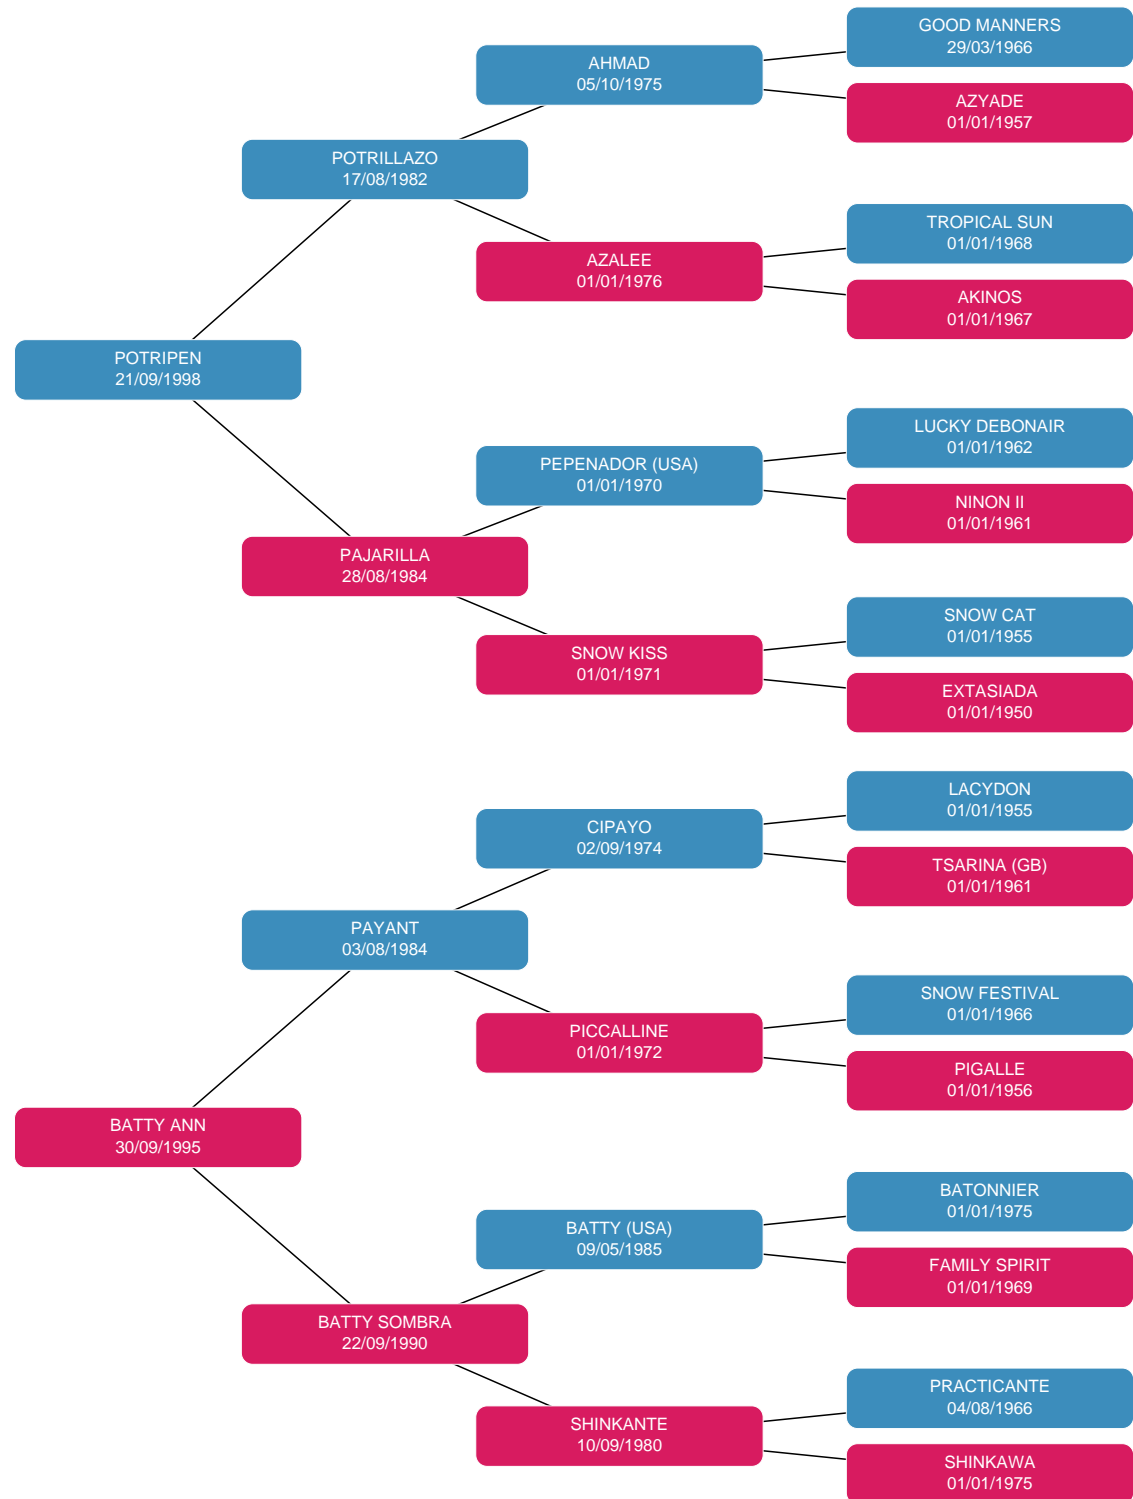 GOOD MANNERS
29/03/1966
AHMAD
05/10/1975
AZYADE
01/01/1957
POTRILLAZO
17/08/1982
TROPICAL SUN
01/01/1968
AZALEE
01/01/1976
AKINOS
01/01/1967
POTRIPEN
21/09/1998
LUCKY DEBONAIR
01/01/1962
PEPENADOR (USA)
01/01/1970
NINON II
01/01/1961
PAJARILLA
28/08/1984
SNOW CAT
01/01/1955
SNOW KISS
01/01/1971
EXTASIADA
01/01/1950
LACYDON
01/01/1955
CIPAYO
02/09/1974
TSARINA (GB)
01/01/1961
PAYANT
03/08/1984
SNOW FESTIVAL
01/01/1966
PICCALLINE
01/01/1972
PIGALLE
01/01/1956
BATTY ANN
30/09/1995
BATONNIER
01/01/1975
BATTY (USA)
09/05/1985
FAMILY SPIRIT
01/01/1969
BATTY SOMBRA
22/09/1990
PRACTICANTE
04/08/1966
SHINKANTE
10/09/1980
SHINKAWA
01/01/1975